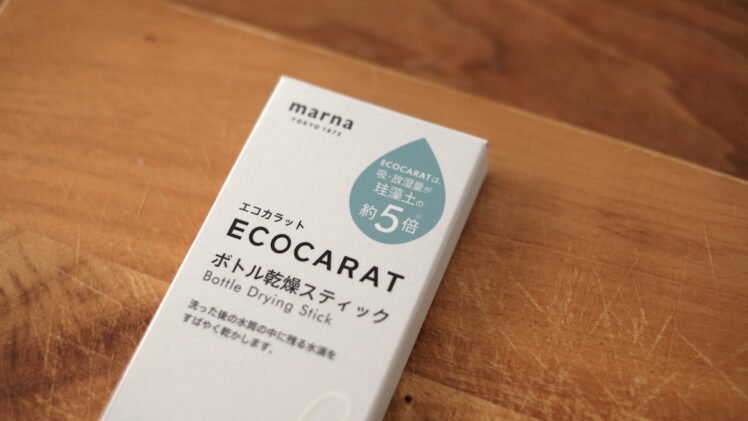 marna
TOKYO 1872
ECOCARATは、
吸・放湿量が
珪藻土の
約5倍
エコカラット
ECOCARAT
ボトル乾燥スティック
Bottle Drying Stick
洗った後の水筒の中に残る水滴を
すばやく乾かします。